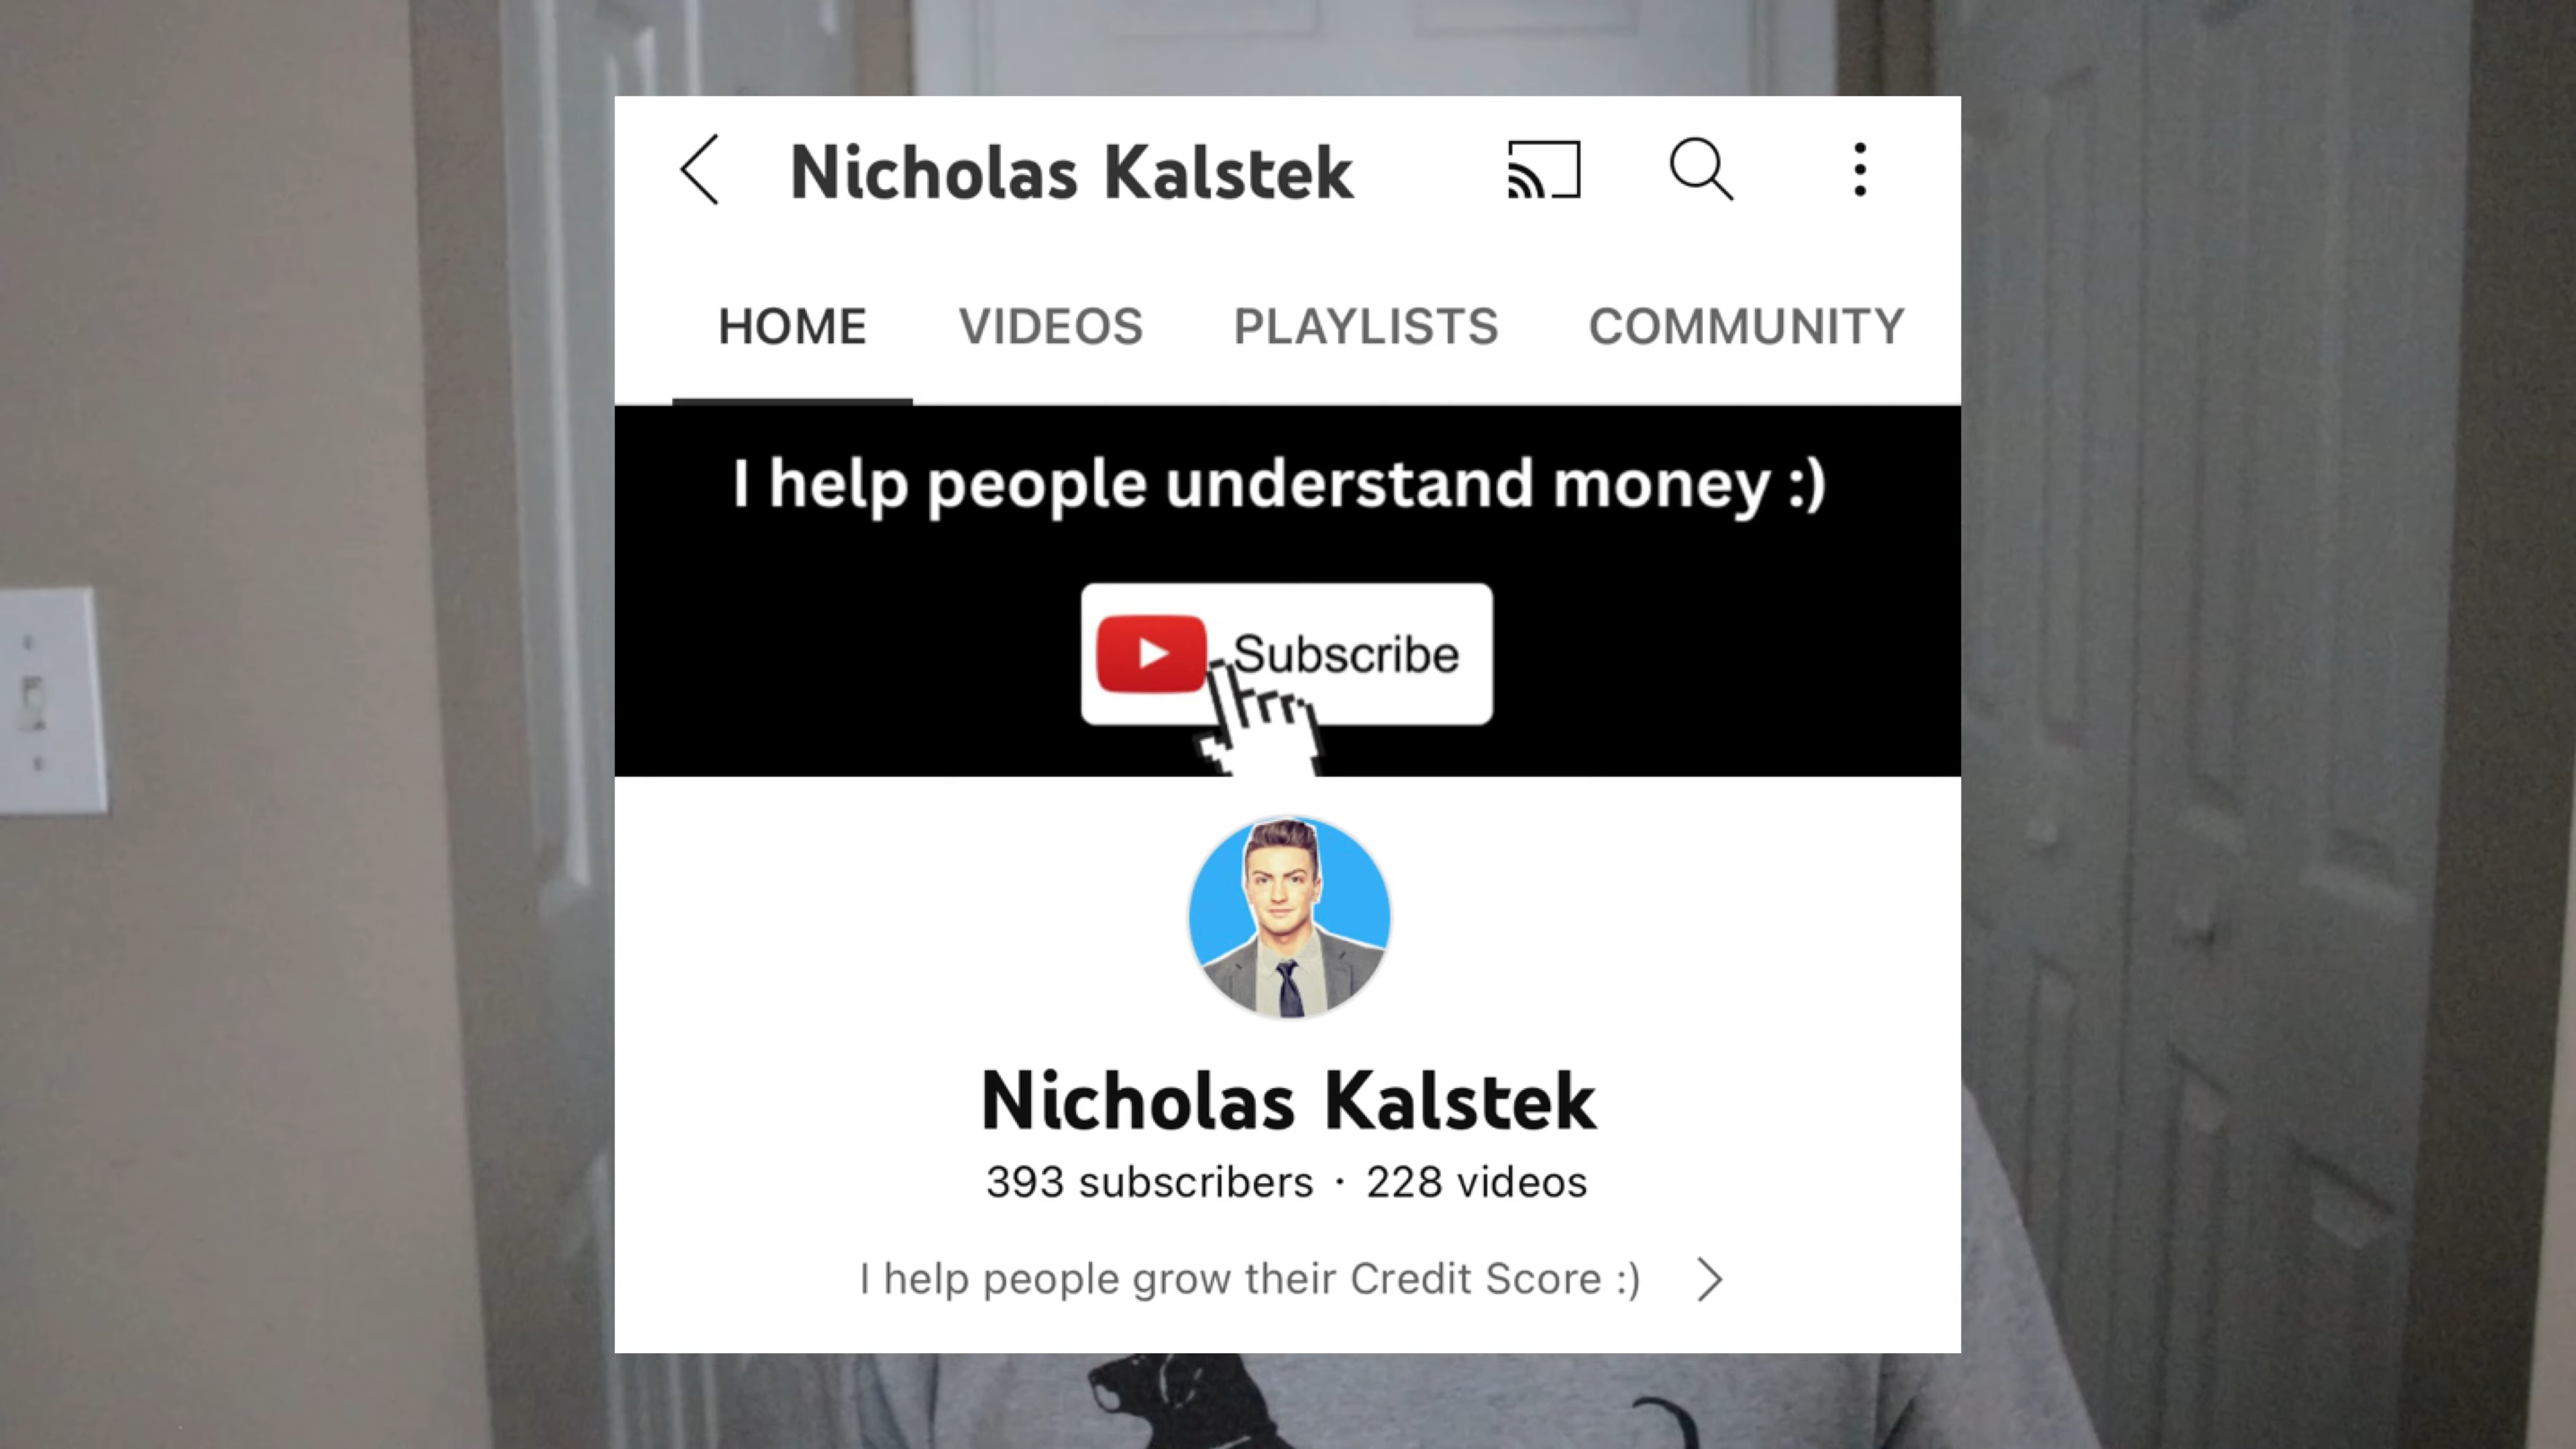 Nicholas Kalstek
HOME VIDEOS PLAYLISTS COMMUNITY
I help people understand money :)
Subscribe
Nicholas Kalstek
393 subscribers · 228 videos
I help people grow their Credit Score :)